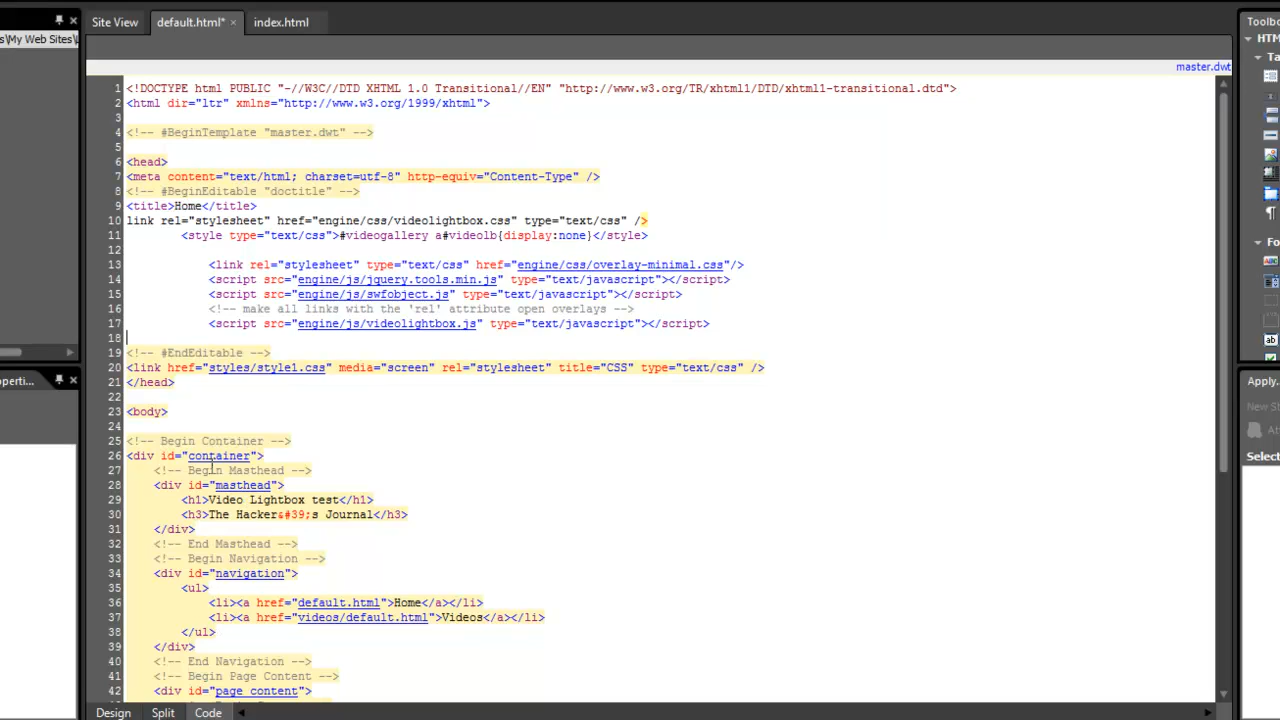 Site View
default.html* ×
index.html
Toolbo
s\My Web Sites\
HTM
Ta
master.dwt
1 <!DOCTYPE html PUBLIC "-//W3C//DTD XHTML 1.0 Transitional//EN" "http://www.w3.org/TR/xhtml1/DTD/xhtml1-transitional.dtd">
2 <html dir="ltr" xmlns="http://www.w3.org/1999/xhtml">
3
4 <!-- #BeginTemplate "master.dwt" -->
5
6 <head>
7 <meta content="text/html; charset=utf-8" http-equiv="Content-Type" />
8 <!-- #BeginEditable "doctitle" -->
9 <title>Home</title>
10 link rel="stylesheet" href="engine/css/videolightbox.css" type="text/css" />
11 <style type="text/css">#videogallery a#videolb{display:none}</style>
12
13 <link rel="stylesheet" type="text/css" href="engine/css/overlay-minimal.css"/>
14 <script src="engine/js/jquery.tools.min.js" type="text/javascript"></script>
15 <script src="engine/js/swfobject.js" type="text/javascript"></script>
16 <!-- make all links with the 'rel' attribute open overlays -->
17 <script src="engine/js/videolightbox.js" type="text/javascript"></script>
18
19 <!-- #EndEditable -->
20 <link href="styles/style1.css" media="screen" rel="stylesheet" title="CSS" type="text/css" />
21 </head>
22
23 <body>
24
25 <!-- Begin Container -->
26 <div id="container">
27 <!-- Begin Masthead -->
28 <div id="masthead">
29 <h1>Video Lightbox test</h1>
30 <h3>The Hacker&#39;s Journal</h3>
31 </div>
32 <!-- End Masthead -->
33 <!-- Begin Navigation -->
34 <div id="navigation">
35 <ul>
36 <li><a href="default.html">Home</a></li>
37 <li><a href="videos/default.html">Videos</a></li>
38 </ul>
39 </div>
40 <!-- End Navigation -->
41 <!-- Begin Page Content -->
42 <div id="page_content">
Fo
ab
operti...
Apply.
New S
Att
Select
Design
Split
Code